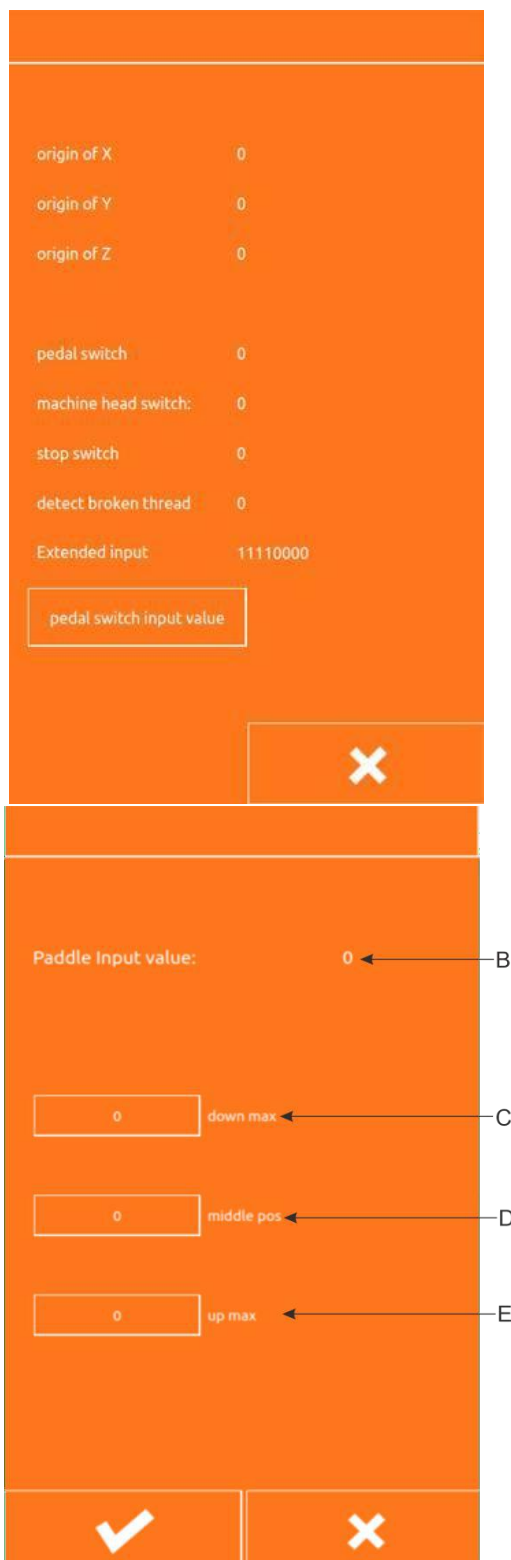 origin of X 0
origin of Y 0
origin of Z 0
pedal switch 0
machine head switch: 0
stop switch 0
detect broken thread 0
Extended input 11110000
pedal switch input value
Paddle Input value: 0 B
0 down max C
0 middle pos D
0 up max E